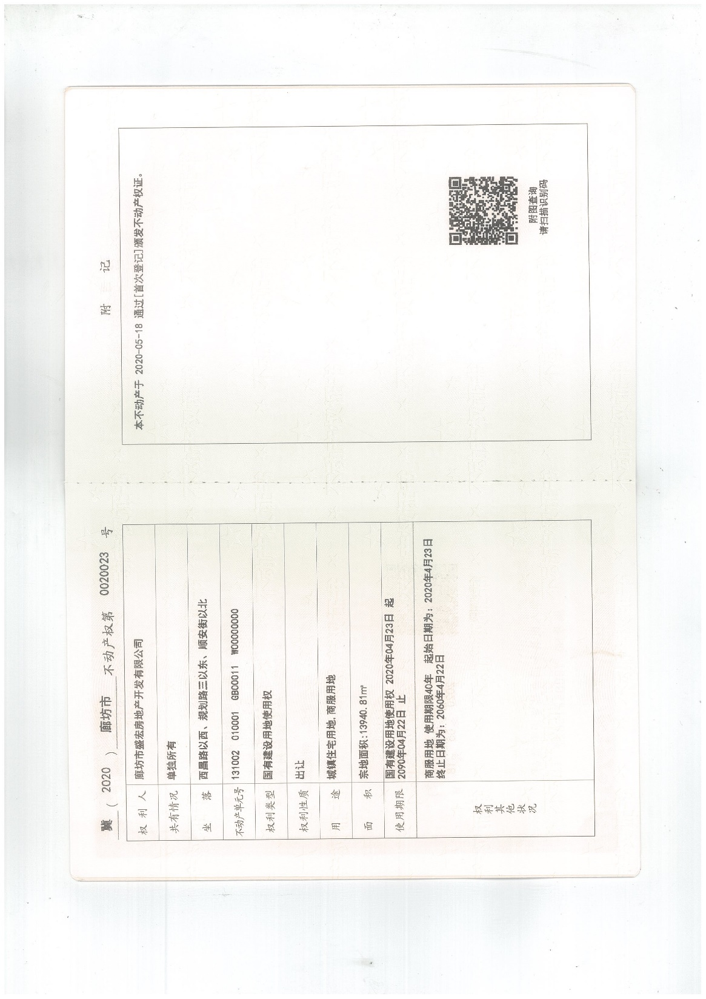 冀 ( 2020 ) 廊坊市 不动产权第 0020023 号
权利人 廊坊市盛宏房地产开发有限公司
共有情况 单独所有
坐落 西昌路以西、规划路三以东、顺安街以北
不动产单元号 131002 010001 GB00011 W00000000
权利类型 国有建设用地使用权
权利性质 出让
用途 城镇住宅用地,商服用地
面积 宗地面积:13940.81㎡
使用期限 国有建设用地使用权 2020年04月23日 起
2090年04月22日 止
权利其他状况 商服用地 使用期限40年 起始日期为：2020年4月23日
终止日期为：2060年4月22日
附 记
本不动产于 2020-05-18 通过[首次登记]颁发不动产权证。
附图查询
请扫描识别码